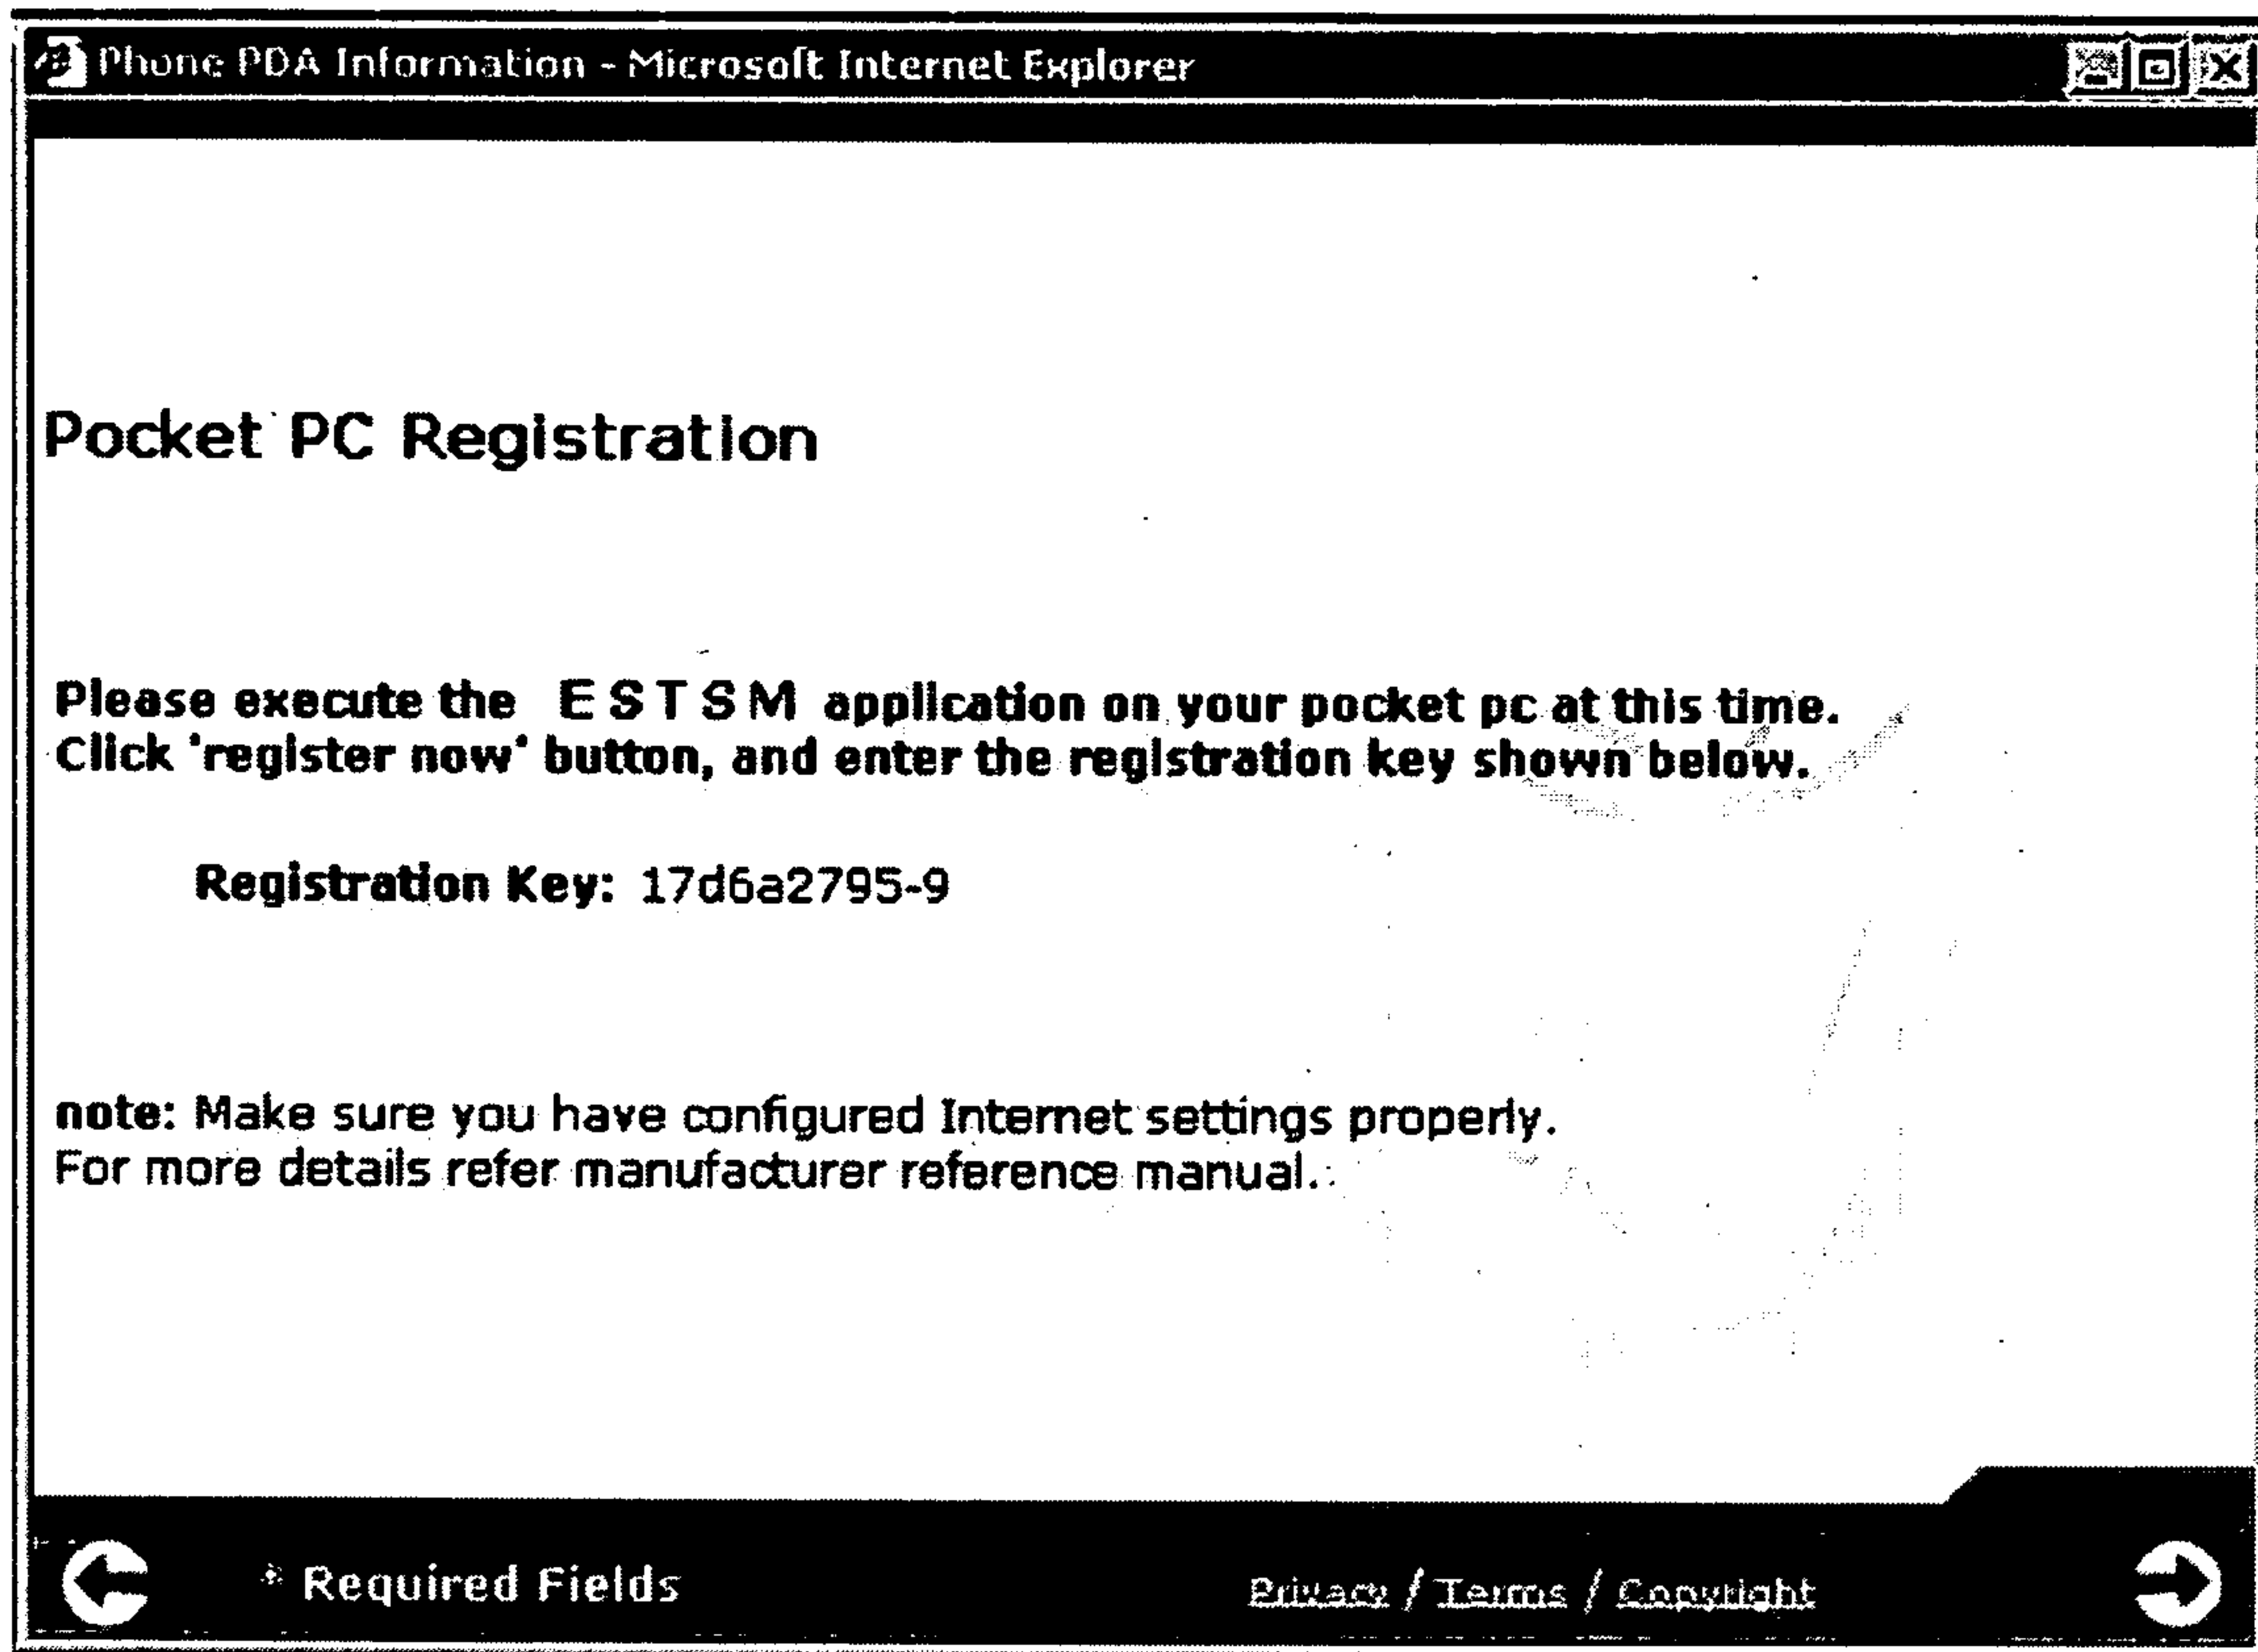 Phone PDA Information - Microsoft Internet Explorer
Pocket PC Registration
Please execute the ESTSM application on your pocket pc at this time.
Click 'register now' button, and enter the registration key shown below.
Registration Key: 17d6a2795-9
note: Make sure you have configured Internet settings properly.
For more details refer manufacturer reference manual.
* Required Fields
Privacy / Terms / Copyright